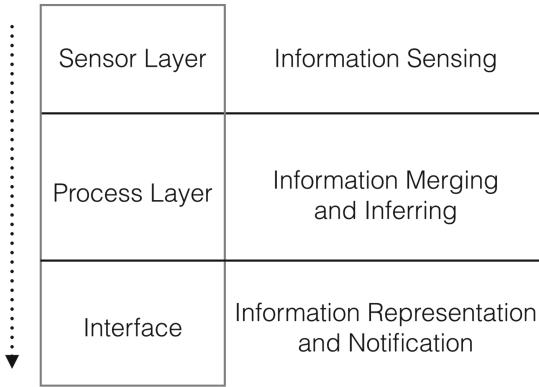 Sensor Layer
Information Sensing
Process Layer
Information Merging
and Inferring
Interface
Information Representation
and Notification